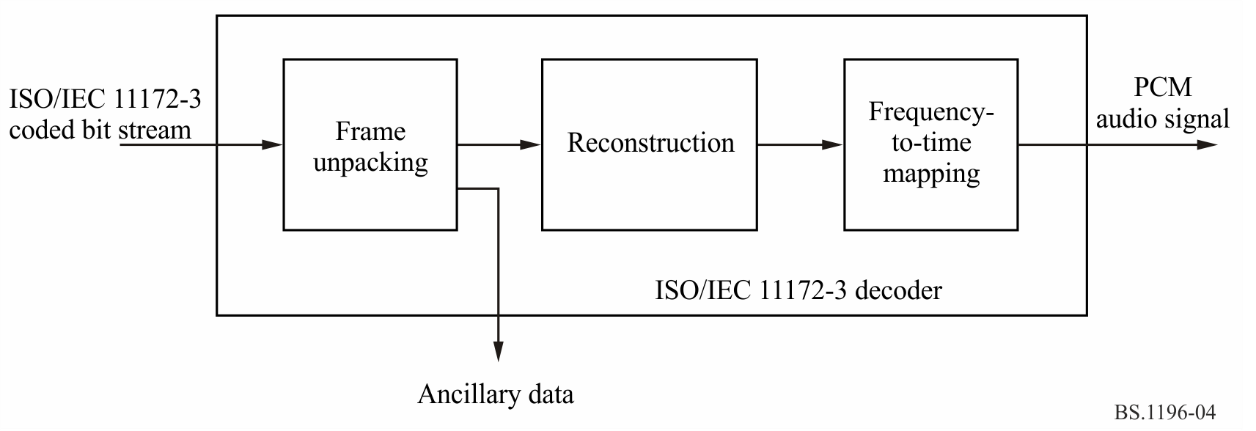 ISO/IEC 11172-3
coded bit stream
Frame
unpacking
Reconstruction
Frequency-
to-time
mapping
PCM
audio signal
ISO/IEC 11172-3 decoder
Ancillary data
BS.1196-04